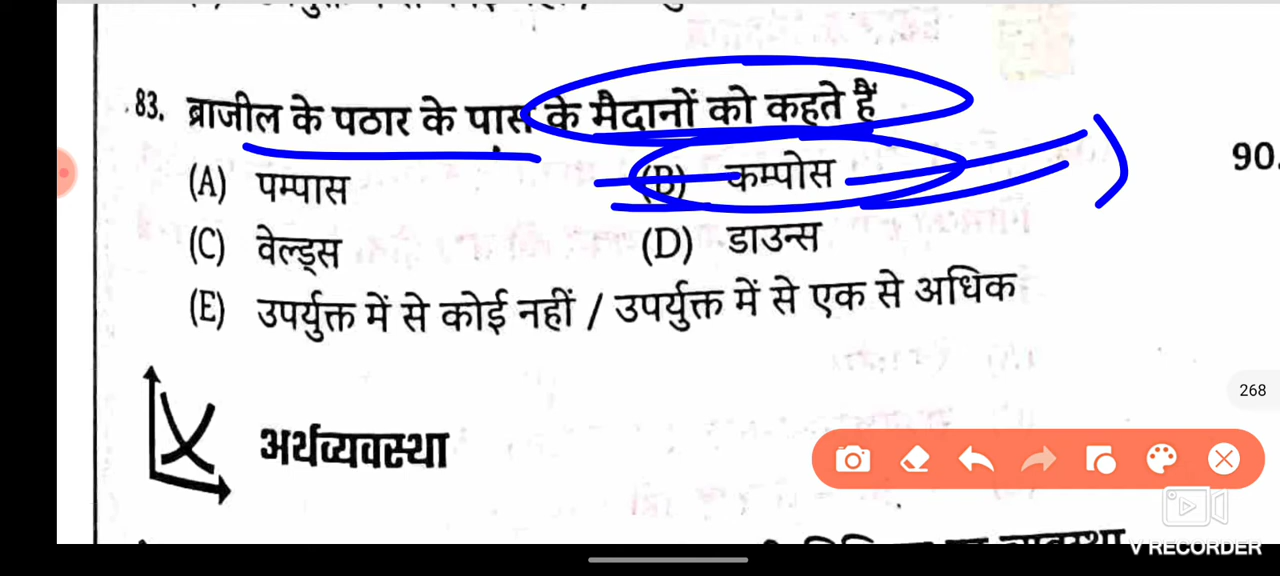 83. ब्राजील के पठार के पास के मैदानों को कहते हैं
(A) पम्पास (B) कम्पोस
(C) वेल्ड्स (D) डाउन्स
(E) उपर्युक्त में से कोई नहीं / उपर्युक्त में से एक से अधिक
90.
268
अर्थव्यवस्था
V RECORDER